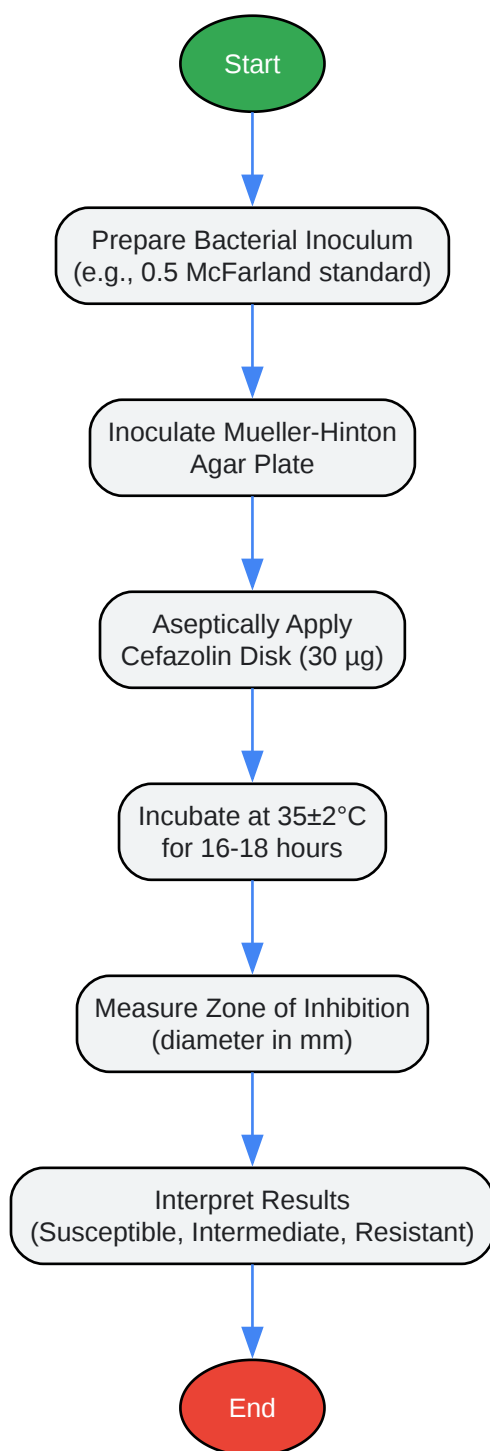 Start
Prepare Bacterial Inoculum
(e.g., 0.5 McFarland standard)
Inoculate Mueller-Hinton
Agar Plate
Aseptically Apply
Cefazolin Disk (30 µg)
Incubate at 35±2°C
for 16-18 hours
Measure Zone of Inhibition
(diameter in mm)
Interpret Results
(Susceptible, Intermediate, Resistant)
End